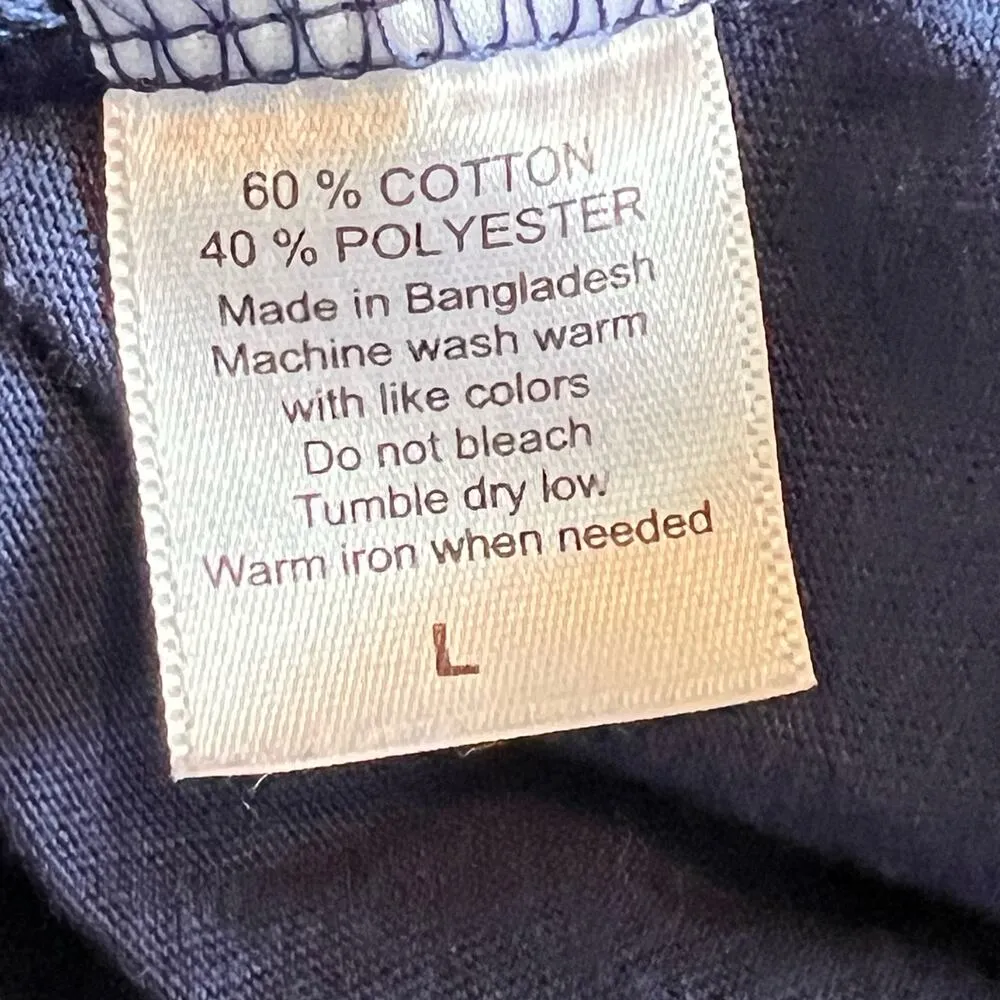 60 % COTTON
40 % POLYESTER
Made in Bangladesh
Machine wash warm
with like colors
Do not bleach
Tumble dry low.
Warm iron when needed
L